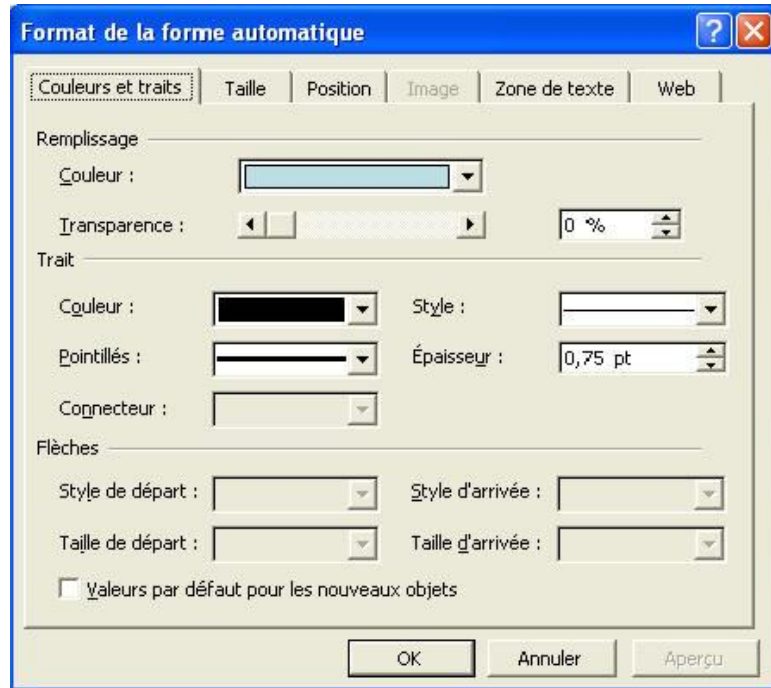 Format de la forme automatique
Couleurs et traits Taille Position Image Zone de texte Web
Remplissage
Couleur :
Transparence : 0 %
Trait
Couleur : Style :
Pointillés : Épaisseur : 0,75 pt
Connecteur :
Flèches
Style de départ : Style d'arrivée :
Taille de départ : Taille d'arrivée :
Valeurs par défaut pour les nouveaux objets
OK Annuler Aperçu